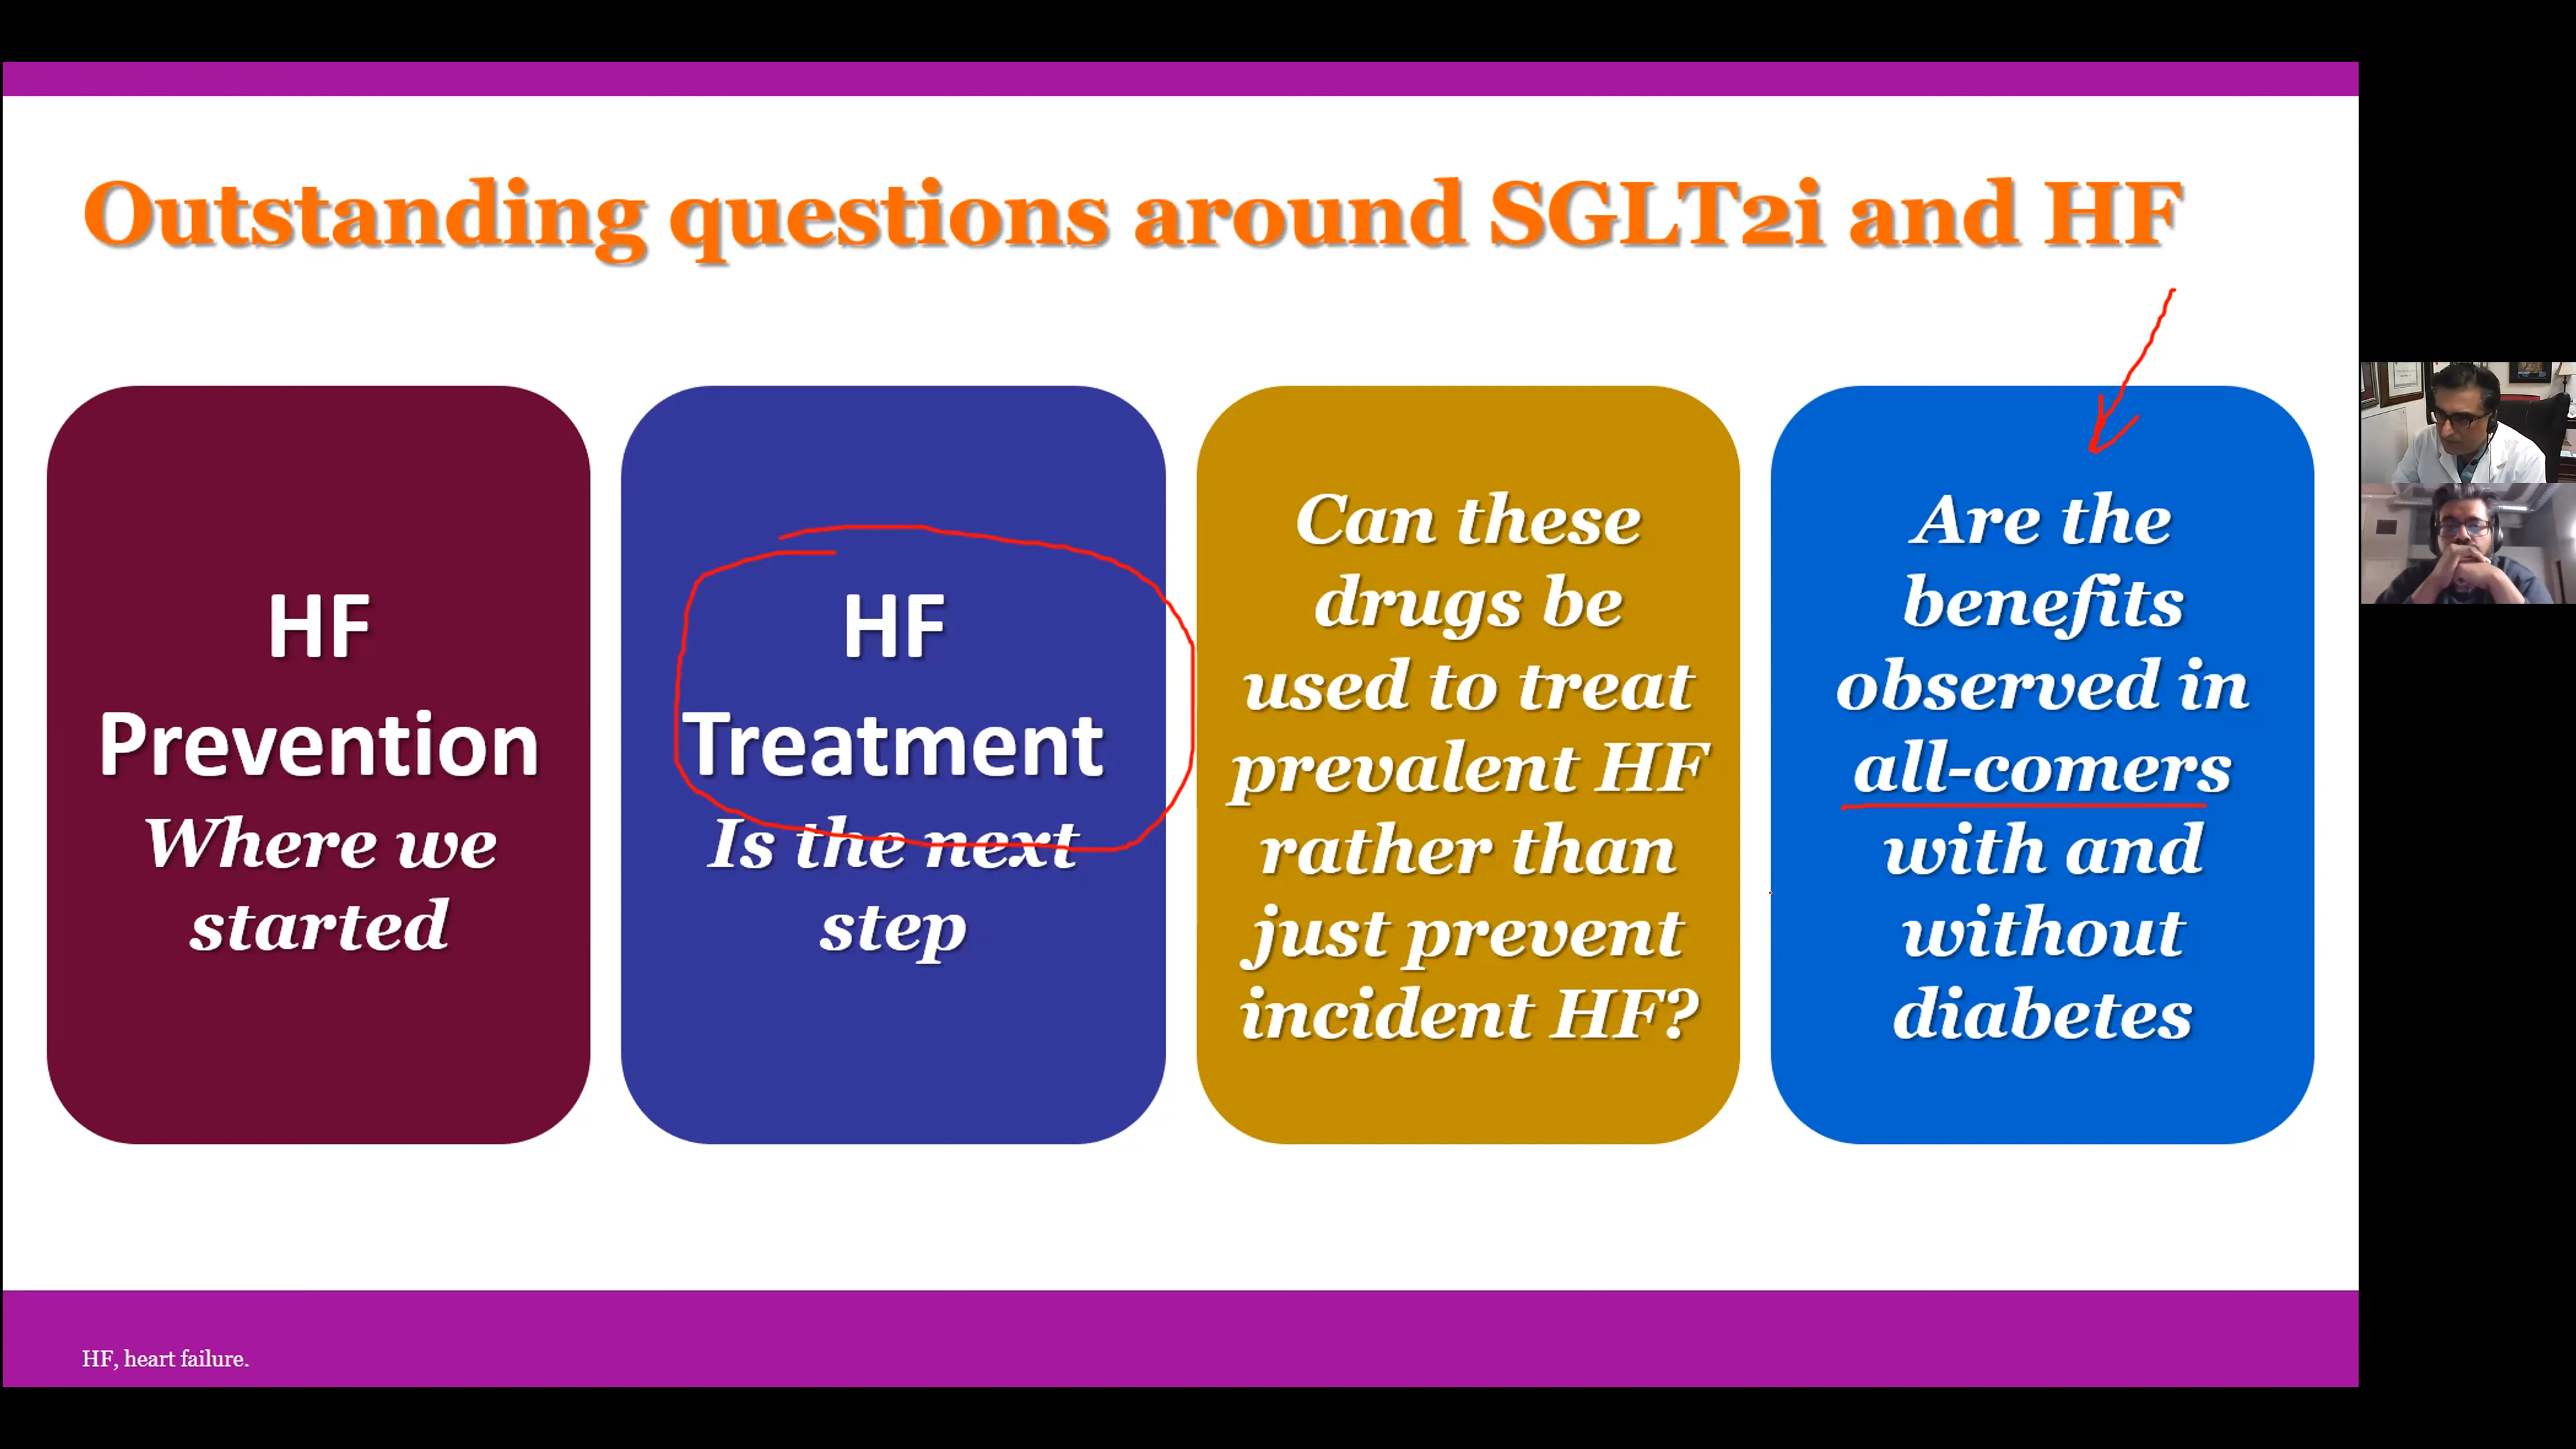 Outstanding questions around SGLT2i and HF
HF
Prevention
Where we
started
HF
Treatment
Is the next
step
Can these
drugs be
used to treat
prevalent HF
rather than
just prevent
incident HF?
Are the
benefits
observed in
all-comers
with and
without
diabetes
HF, heart failure.